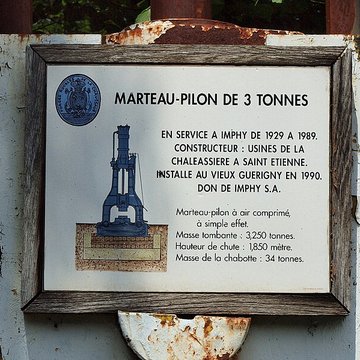 MARTEAU-PILON DE 3 TONNES
EN SERVICE A IMPHY DE 1929 A 1989.
CONSTRUCTEUR : USINES DE LA
CHALEASSIERE A SAINT ETIENNE.
INSTALLE AU VIEUX GUERIGNY EN 1990.
DON DE IMPHY S.A.
Marteau-pilon à air comprimé,
à simple effet.
Masse tombante : 3,250 tonnes.
Hauteur de chute : 1,850 mètre.
Masse de la chabotte : 34 tonnes.